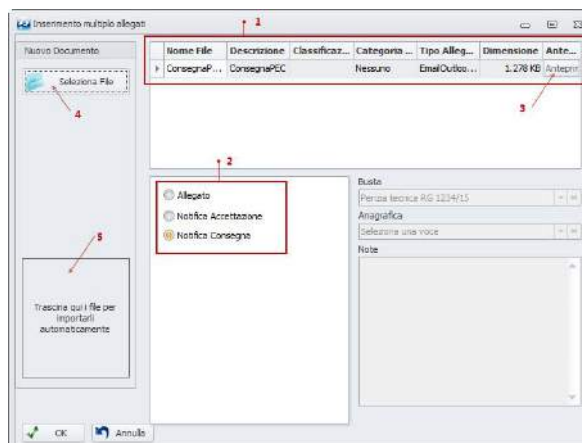 Inserimento multiplo allegati
1
Nuovo Documento
Seleziona File
4
Nome File Descrizione Classificaz... Categoria ... Tipo Alleg... Dimensione Ante...
ConsegnaP... ConsegnaPEC Nessuno EmailOutloo... 1.278 KB Anteprim
3
2
Allegato
Notifica Accettazione
Notifica Consegna
Busta
Perizia tecnica RG 1234/15
Anagrafica
Seleziona una voce
Note
5
Trascina qui i file per
importarli
automaticamente
OK Annulla